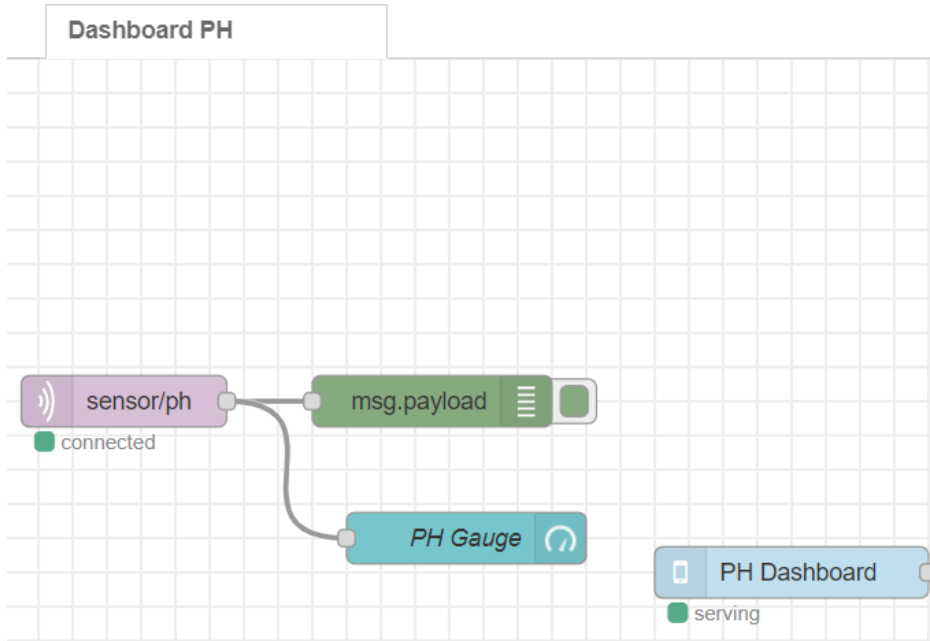 Dashboard PH
sensor/ph
msg.payload
connected
PH Gauge
PH Dashboard
serving